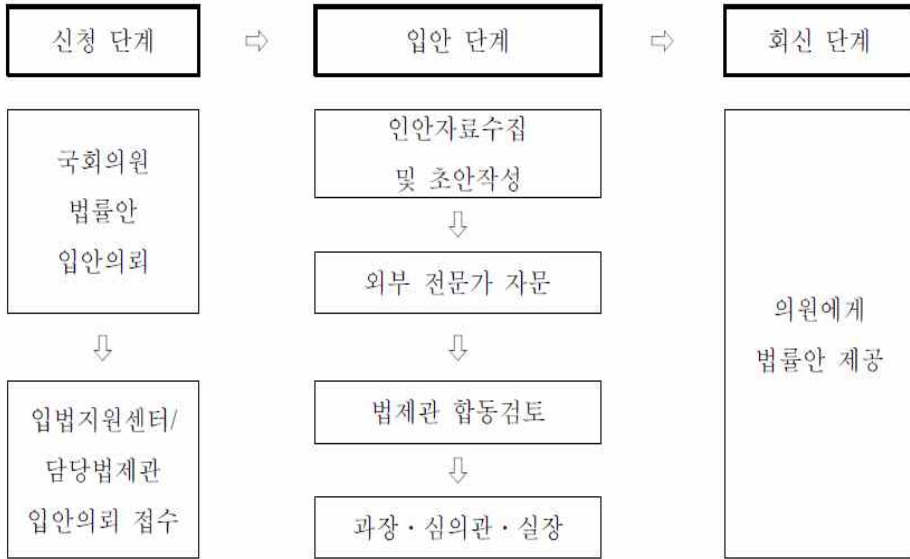 신청 단계
⇨
입안 단계
⇨
회신 단계
국회의원
법률안
입안의뢰
⇩
입법지원센터/
담당법제관
입안의뢰 접수
인안자료수집
및 초안작성
⇩
외부 전문가 자문
⇩
법제관 합동검토
⇩
과장·심의관·실장
의원에게
법률안 제공